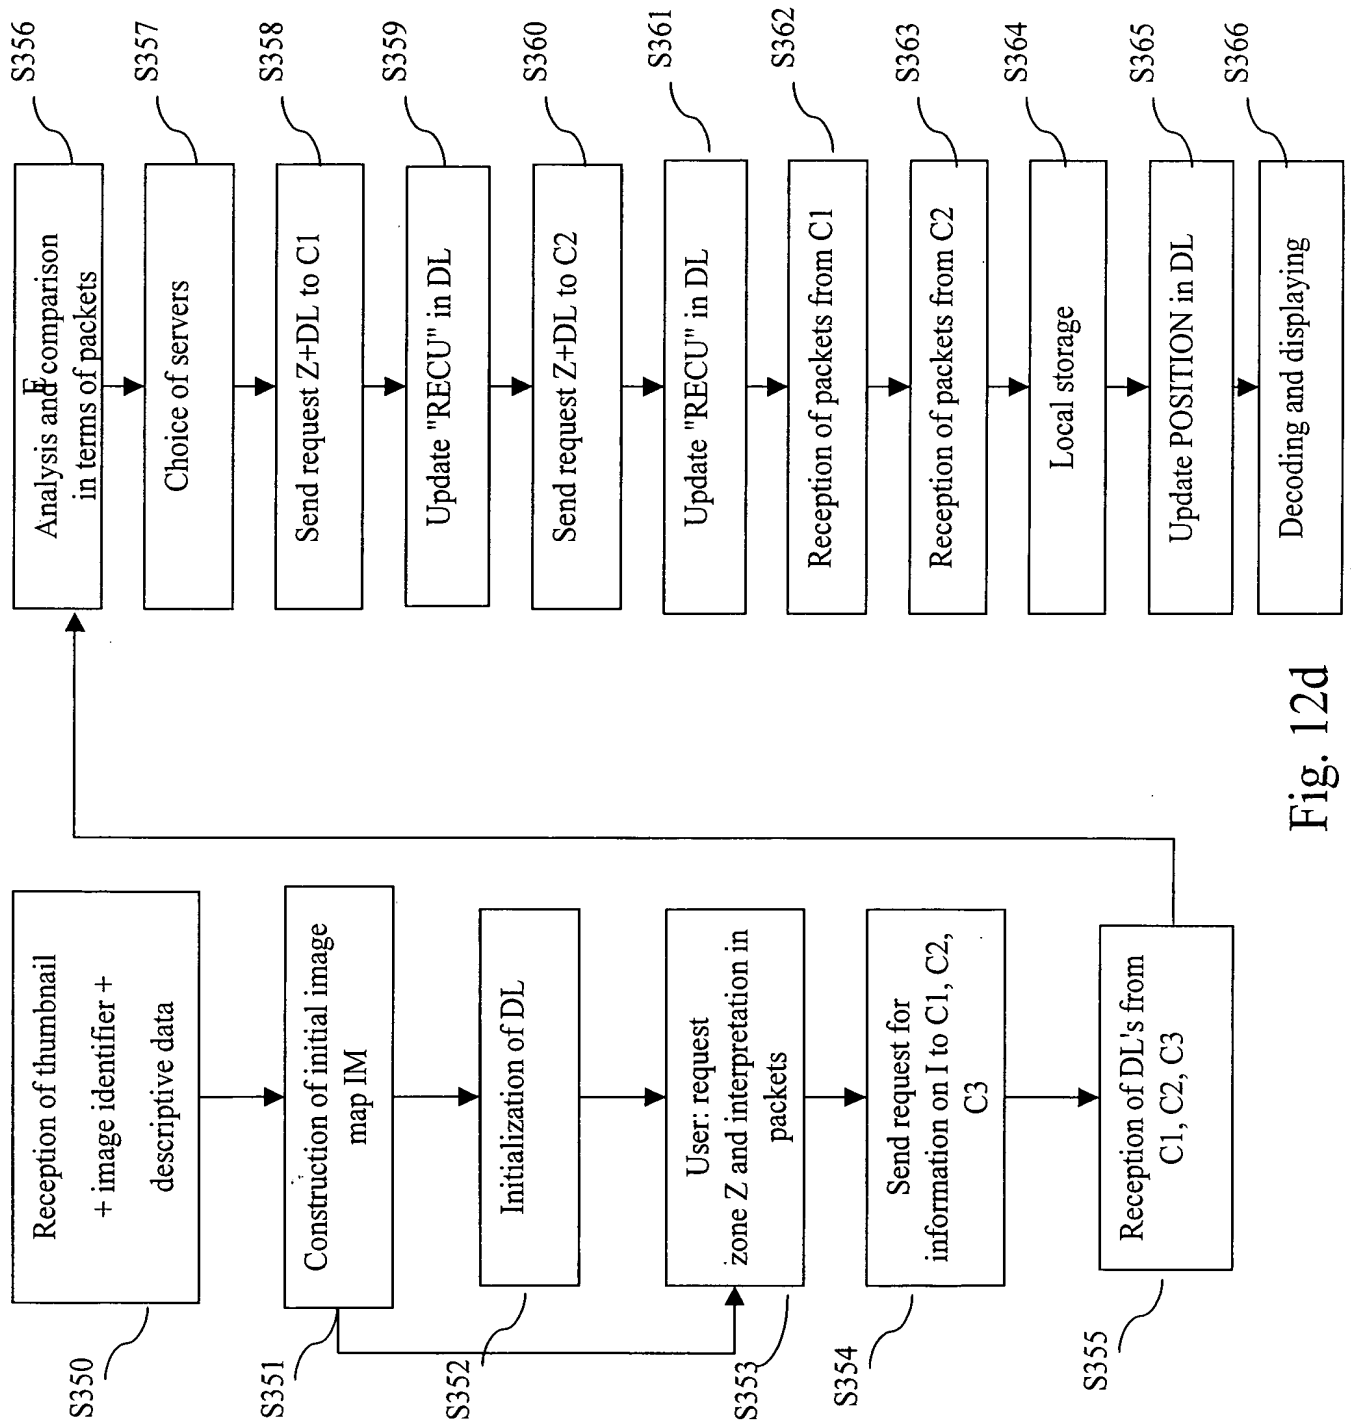 S350
Reception of thumbnail
+ image identifier +
descriptive data
S351
Construction of initial image
map IM
S352
Initialization of DL
S353
User: request
zone Z and interpretation in
packets
S354
Send request for
information on I to C1, C2,
C3
S355
Reception of DL's from
C1, C2, C3
S356
E
Analysis and comparison
in terms of packets
S357
Choice of servers
S358
Send request Z+DL to C1
S359
Update "RECU" in DL
S360
Send request Z+DL to C2
S361
Update "RECU" in DL
S362
Reception of packets from C1
S363
Reception of packets from C2
S364
Local storage
S365
Update POSITION in DL
S366
Decoding and displaying
Fig. 12d